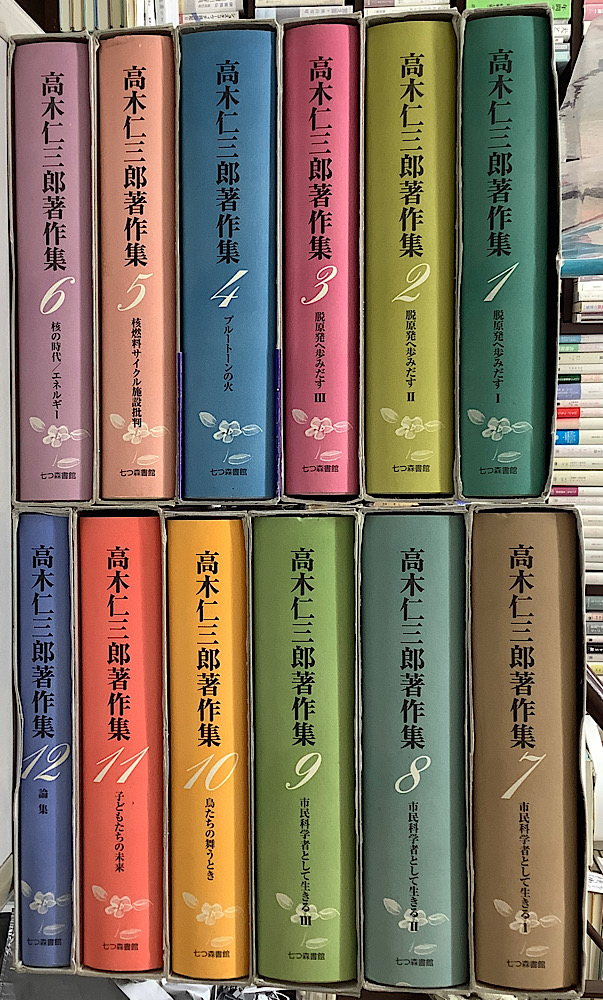 高木仁三郎著作集
1
脱原発へ歩みだす I
七つ森書館
高木仁三郎著作集
2
脱原発へ歩みだす II
七つ森書館
高木仁三郎著作集
3
脱原発へ歩みだす III
七つ森書館
高木仁三郎著作集
4
プルートーンの火
七つ森書館
高木仁三郎著作集
5
核燃料サイクル施設批判
七つ森書館
高木仁三郎著作集
6
核の時代/エネルギー
七つ森書館
高木仁三郎著作集
7
市民科学者として生きる I
七つ森書館
高木仁三郎著作集
8
市民科学者として生きる II
七つ森書館
高木仁三郎著作集
9
市民科学者として生きる III
七つ森書館
高木仁三郎著作集
10
鳥たちの舞うとき
七つ森書館
高木仁三郎著作集
11
子どもたちの未来
七つ森書館
高木仁三郎著作集
12
論集
七つ森書館